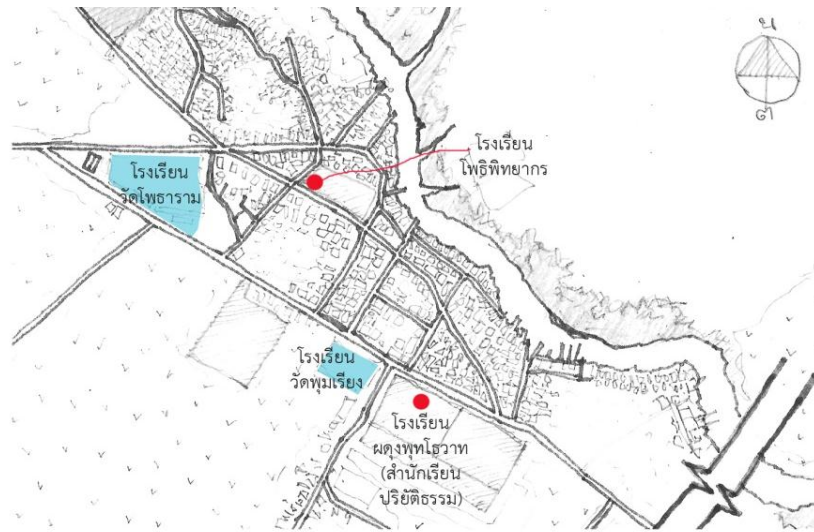 น
โรงเรียน
โพธิพิทยากร
โรงเรียน
วัดโพธาราม
โรงเรียน
วัดพุมเรียง
โรงเรียน
ผดุงพุทโธวาท
(สำนักเรียน
ปริยัติธรรม)
ต